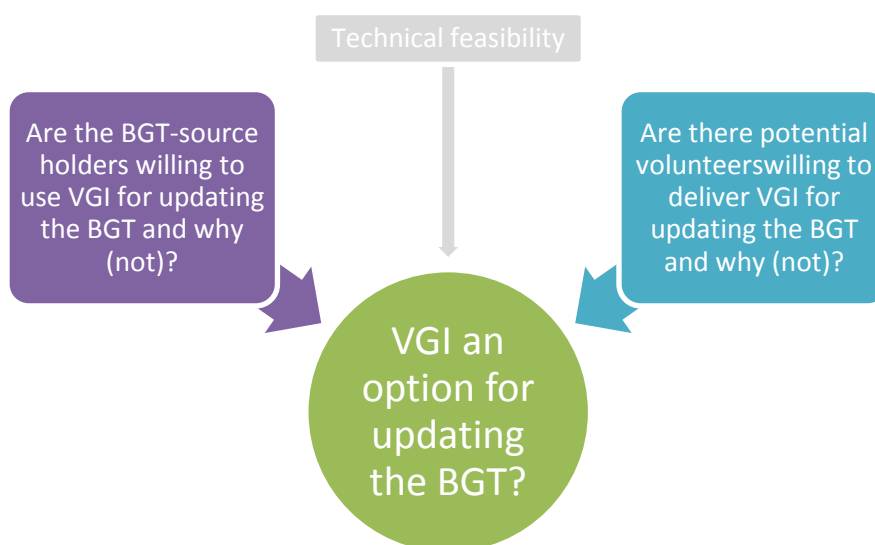 Technical feasibility
Are the BGT-source
holders willing to
use VGI for updating
the BGT and why
(not)?
Are there potential
volunteerswilling to
deliver VGI for
updating the BGT
and why (not)?
VGI an
option for
updating
the BGT?